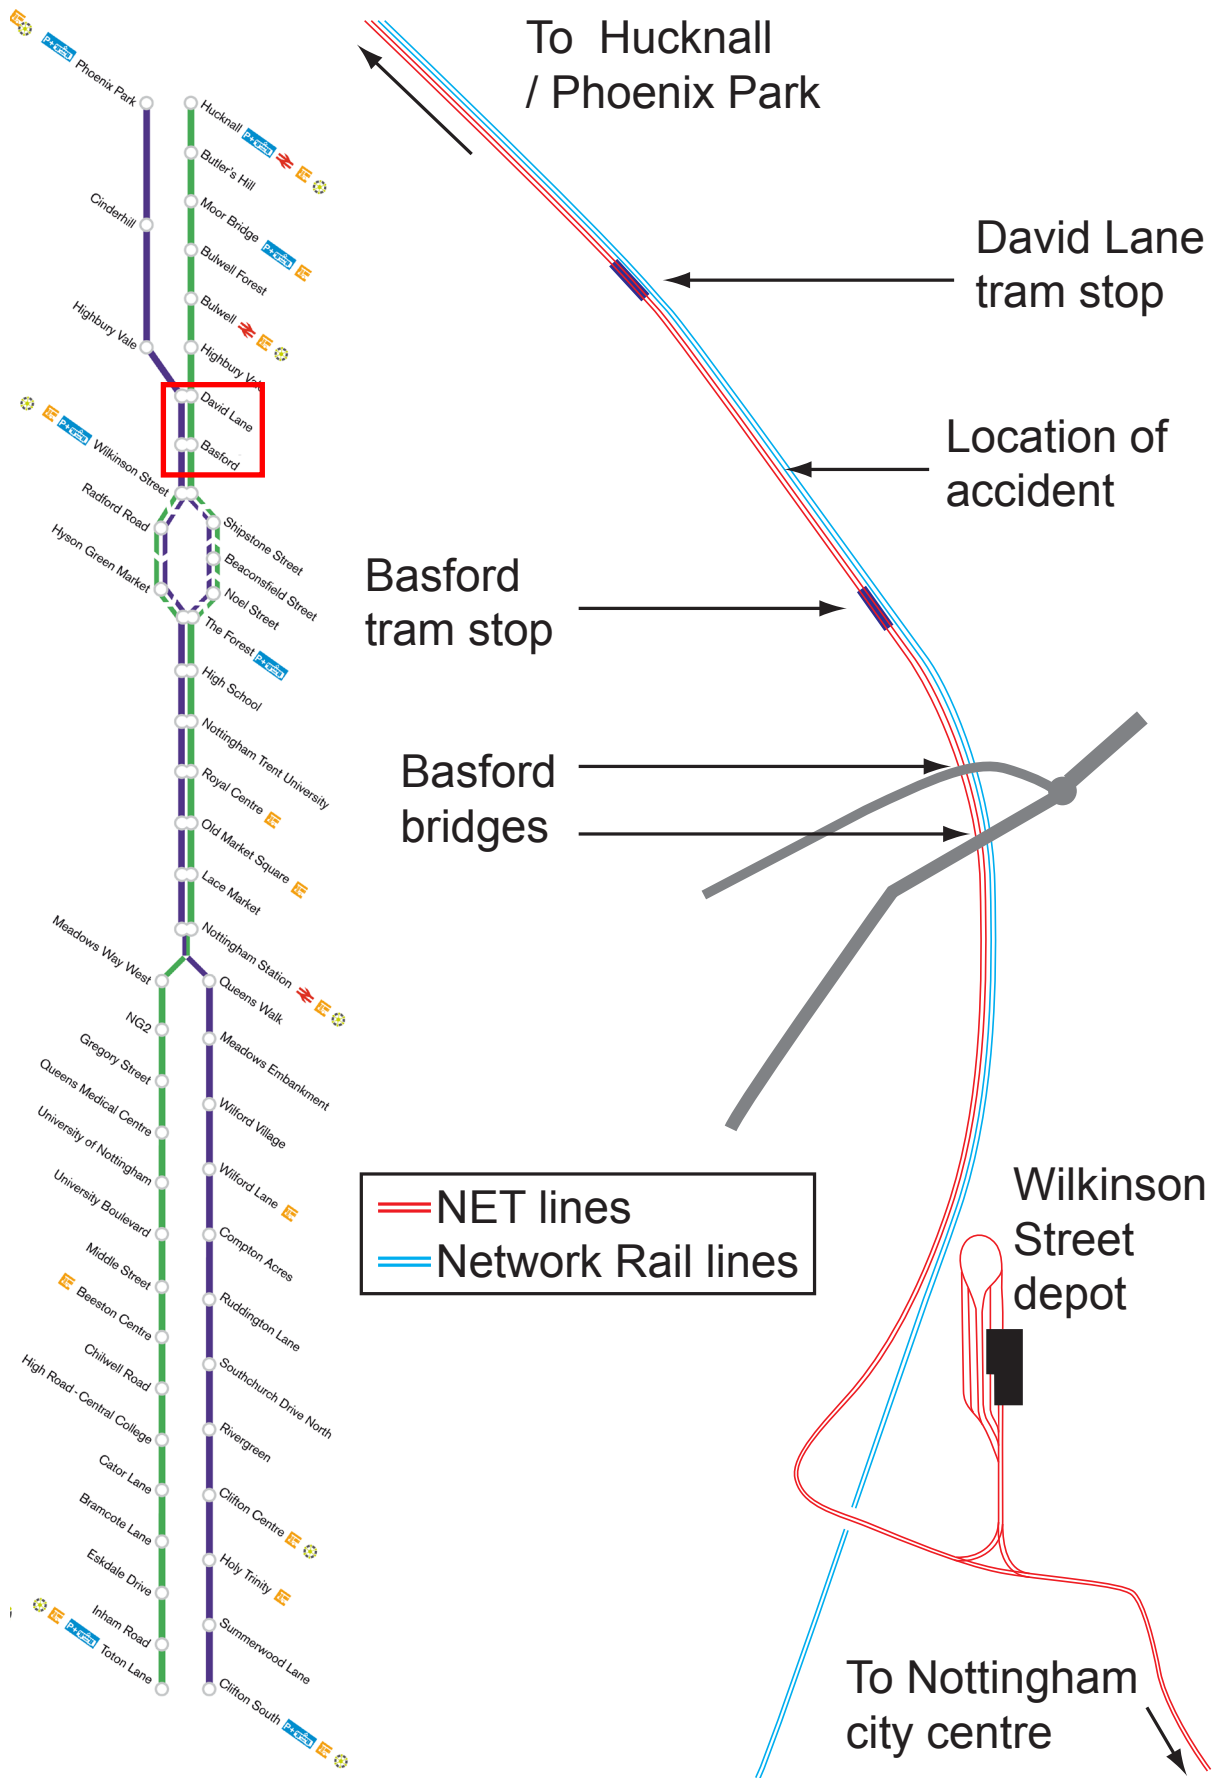 Phoenix Park
Cinderhill
Highbury Vale
Wilkinson Street
Radford Road
Hyson Green Market
Meadows Way West
NG2
Gregory Street
Queens Medical Centre
University of Nottingham
University Boulevard
Middle Street
Beeston Centre
Chilwell Road
High Road - Central College
Cator Lane
Bramcote Lane
Eskdale Drive
Inham Road
Toton Lane
Hucknall
Butler's Hill
Moor Bridge
Bulwell Forest
Bulwell
Highbury Vale
David Lane
Basford
Shipstone Street
Beaconsfield Street
Noel Street
The Forest
High School
Nottingham Trent University
Royal Centre
Old Market Square
Lace Market
Nottingham Station
Queens Walk
Meadows Embankment
Wilford Village
Wilford Lane
Compton Acres
Ruddington Lane
Southchurch Drive North
Rivergreen
Clifton Centre
Holy Trinity
Summerwood Lane
Clifton South
To Hucknall
/ Phoenix Park
David Lane
tram stop
Location of
accident
Basford
tram stop
Basford
bridges
NET lines
Network Rail lines
Wilkinson
Street
depot
To Nottingham
city centre